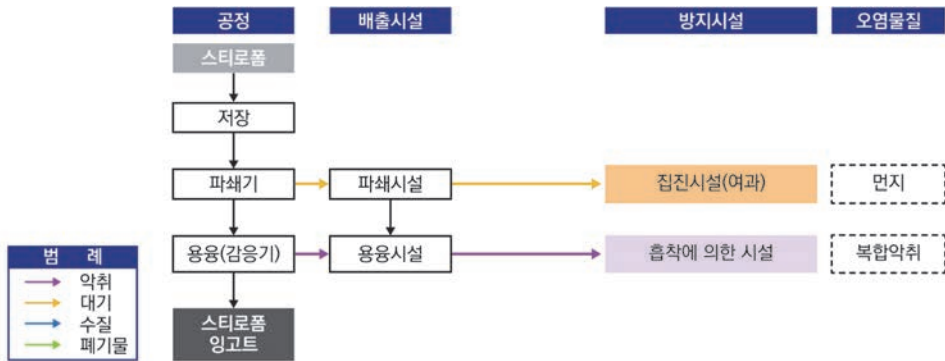 공정
배출시설
방지시설
오염물질
스티로폼
저장
파쇄기
파쇄시설
집진시설(여과)
먼지
용융(감응기)
용융시설
흡착에 의한 시설
복합악취
스티로폼
잉고트
범 례
악취
대기
수질
폐기물